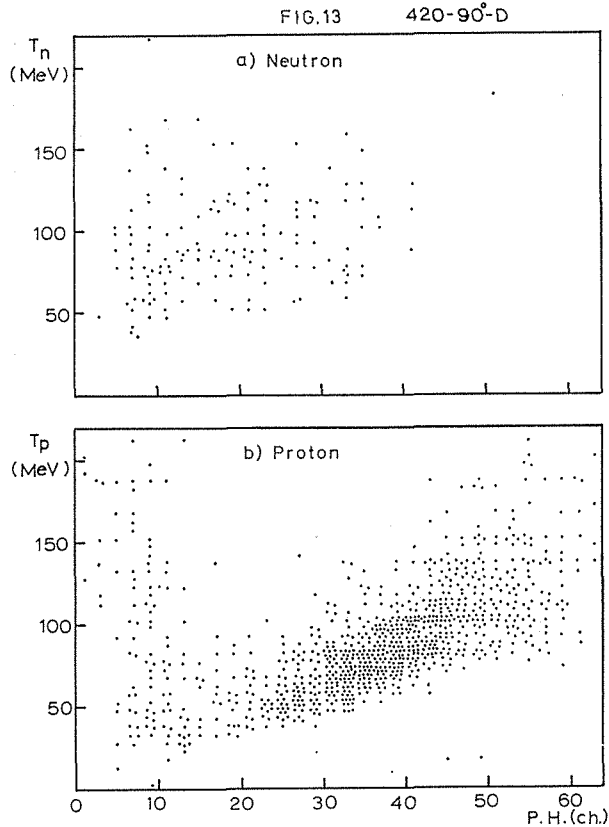 FIG.13 420-90°-D
Tn
(MeV)
a) Neutron
150
100
50
Tp
(MeV)
b) Proton
150
100
50
0 10 20 30 40 50 60
P.H.(ch.)